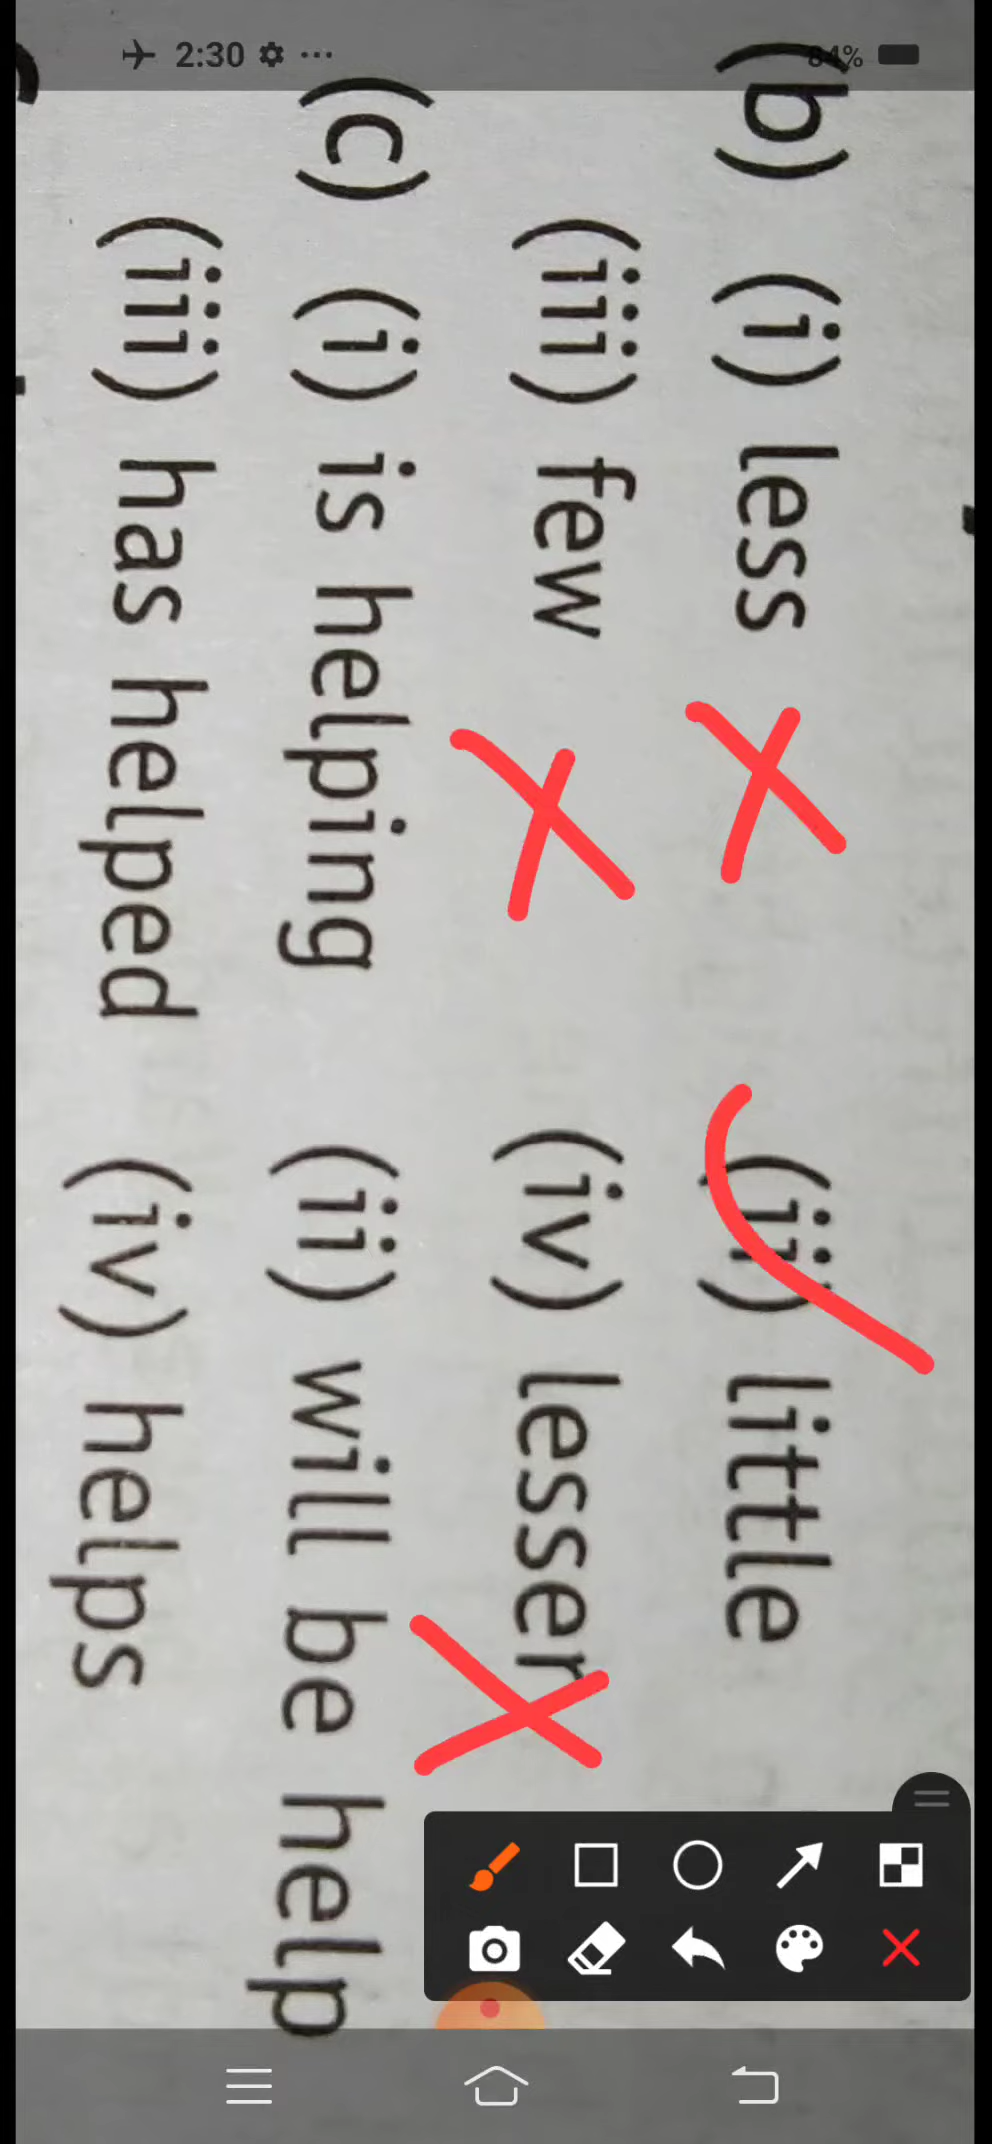 2:30 ...
84%
(b) (i) less (ii) little
(iii) few (iv) lesser
(c) (i) is helping (ii) will be help
(iii) has helped (iv) helps